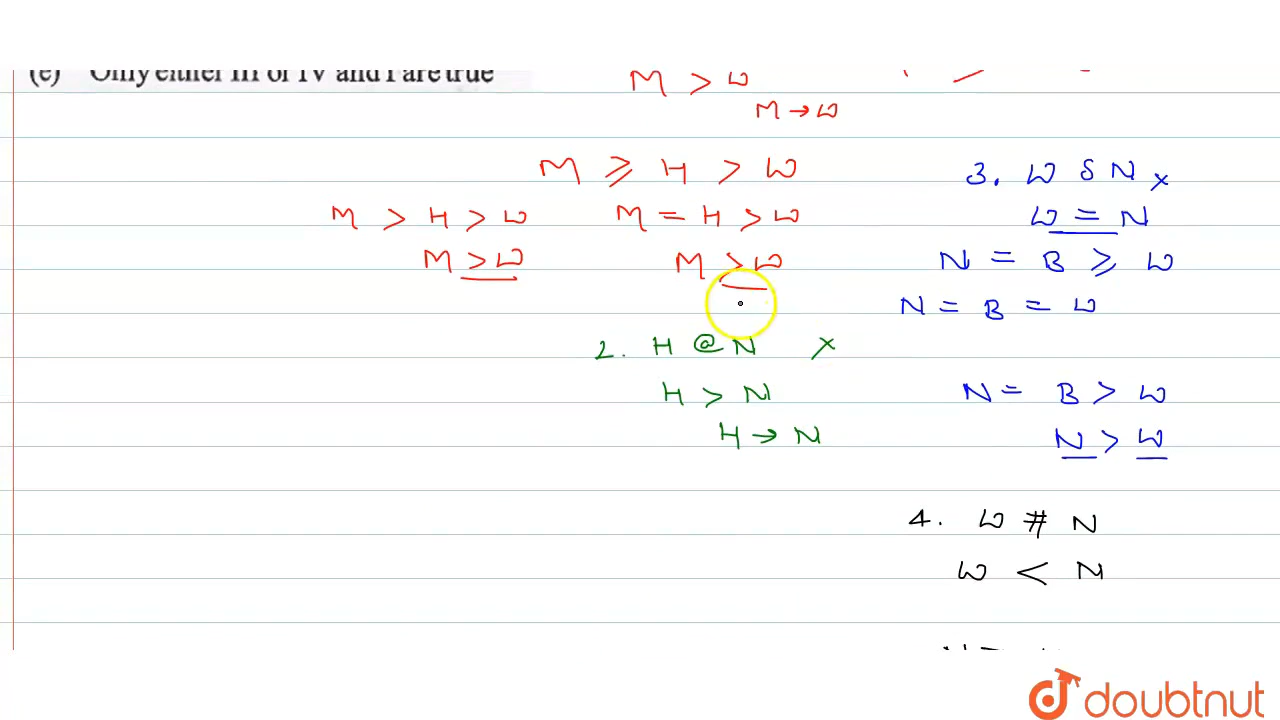 (e) Only either III or IV and I are true
M > W
M → W
M ⩾ H > W
M > H > W
M = H > W
M > W
M > W
2. H @ N ×
H > N
H → N
3. W δ N ×
W = N
N = B ⩾ W
N = B = W
N = B > W
N > W
4. W # N
W < N
doubtnut